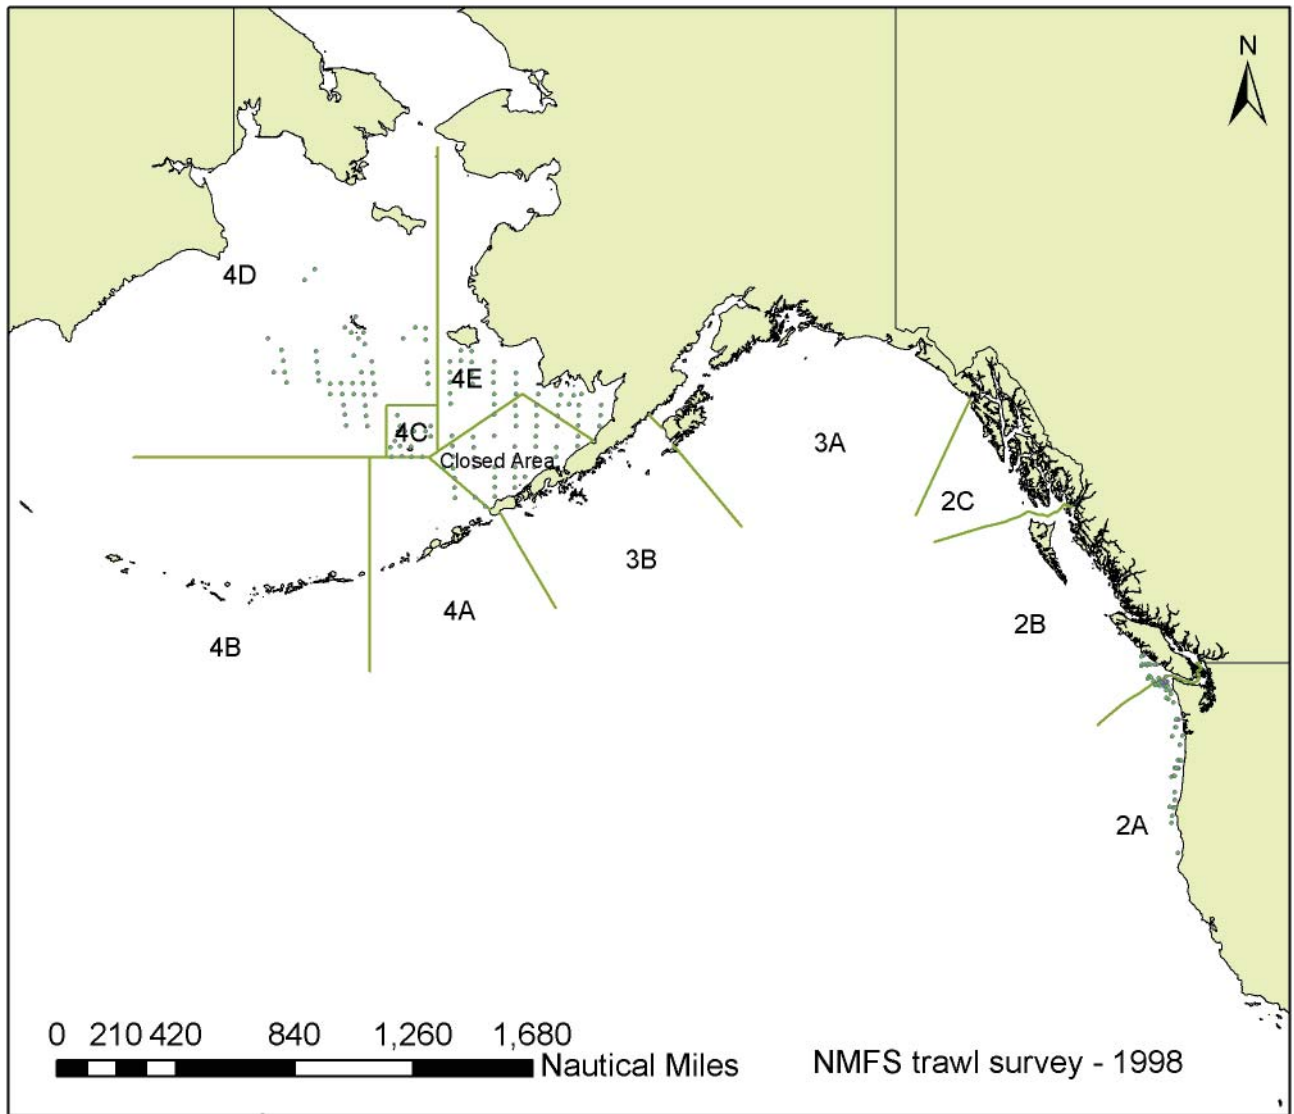 N
4D
4E
4C
Closed Area
3A
2C
3B
4A
2B
4B
2A
0 210 420 840 1,260 1,680
Nautical Miles
NMFS trawl survey - 1998